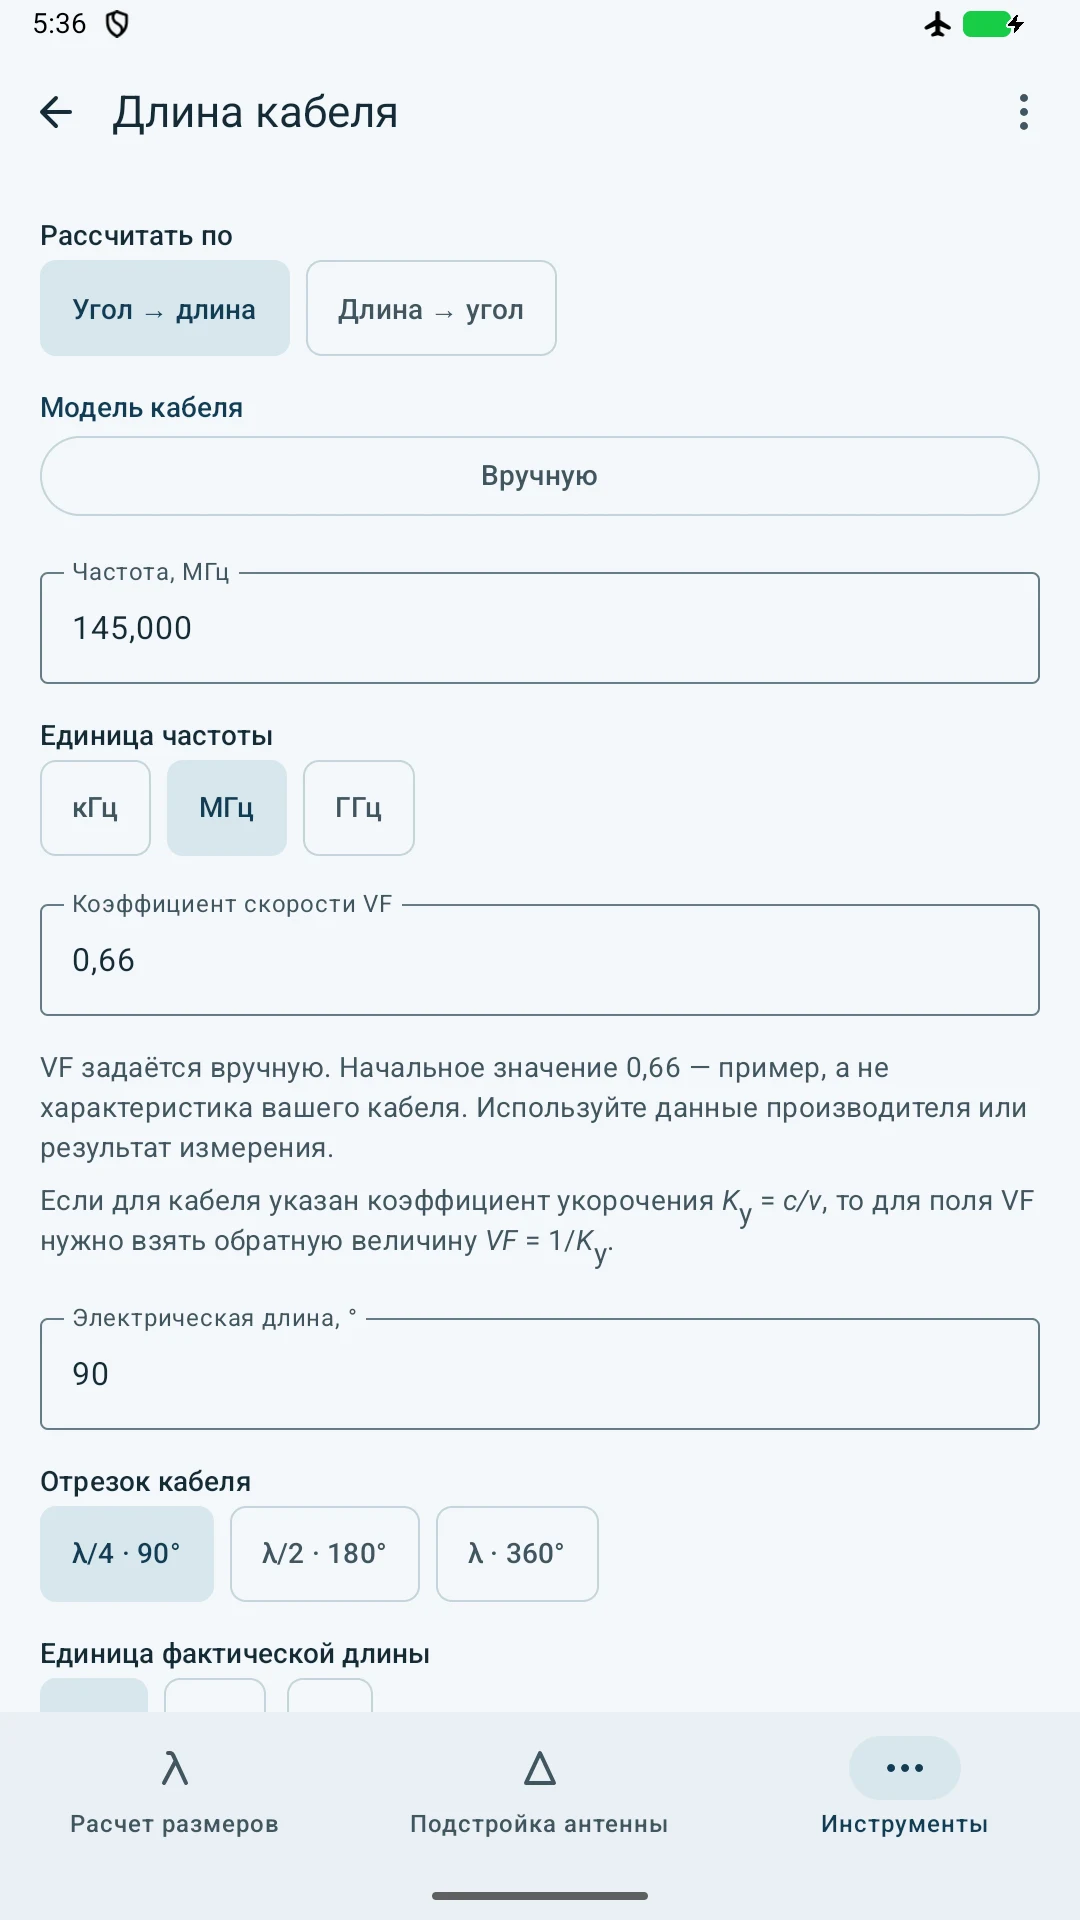 5:36
Длина кабеля
Рассчитать по
Угол → длина
Длина → угол
Модель кабеля
Вручную
Частота, МГц
145,000
Единица частоты
кГц
МГц
ГГц
Коэффициент скорости VF
0,66
VF задаётся вручную. Начальное значение 0,66 — пример, а не
характеристика вашего кабеля. Используйте данные производителя или
результат измерения.
Если для кабеля указан коэффициент укорочения Kу = c/v, то для поля VF
нужно взять обратную величину VF = 1/Kу.
Электрическая длина, °
90
Отрезок кабеля
λ/4 · 90°
λ/2 · 180°
λ · 360°
Единица фактической длины
λ
Расчет размеров
Δ
Подстройка антенны
Инструменты